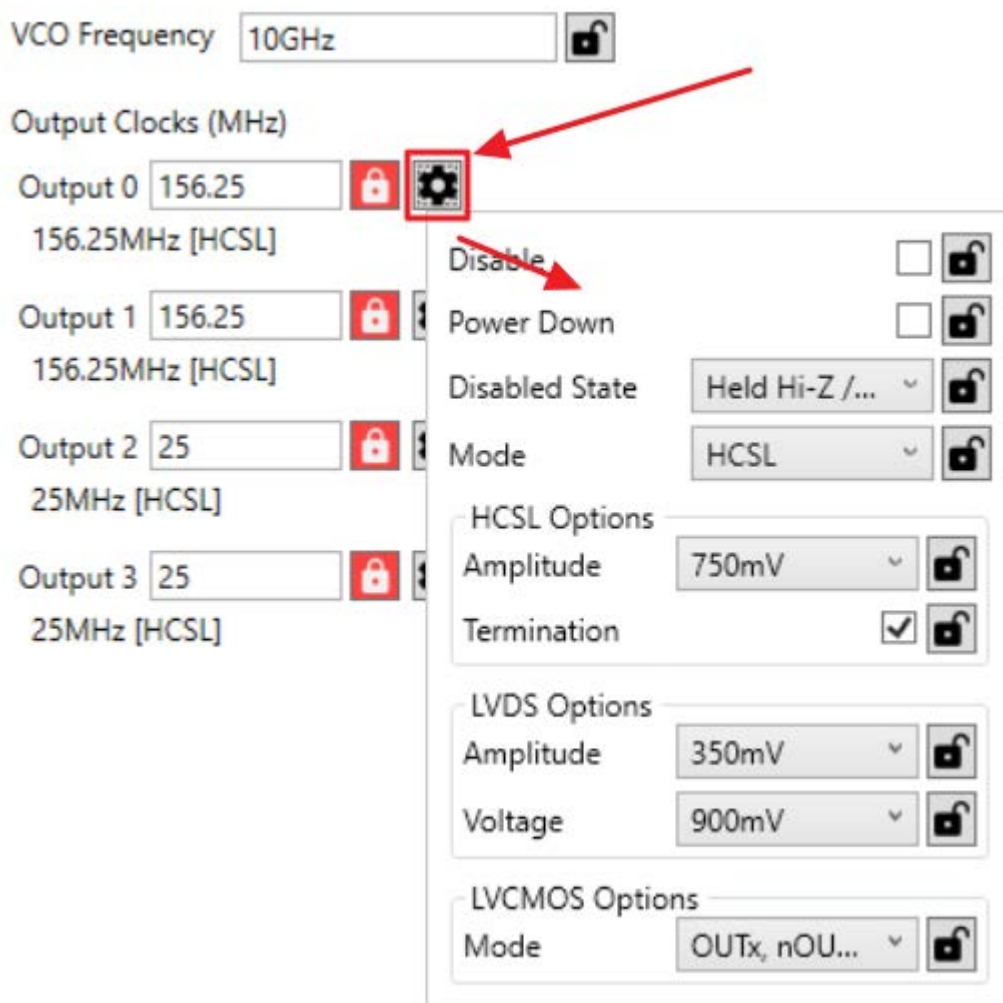 VCO Frequency 10GHz
Output Clocks (MHz)
Output 0 156.25
156.25MHz [HCSL]
Output 1 156.25
156.25MHz [HCSL]
Output 2 25
25MHz [HCSL]
Output 3 25
25MHz [HCSL]
Disable
Power Down
Disabled State Held Hi-Z /...
Mode HCSL
HCSL Options
Amplitude 750mV
Termination
LVDS Options
Amplitude 350mV
Voltage 900mV
LVCMOS Options
Mode OUTx, nOU...